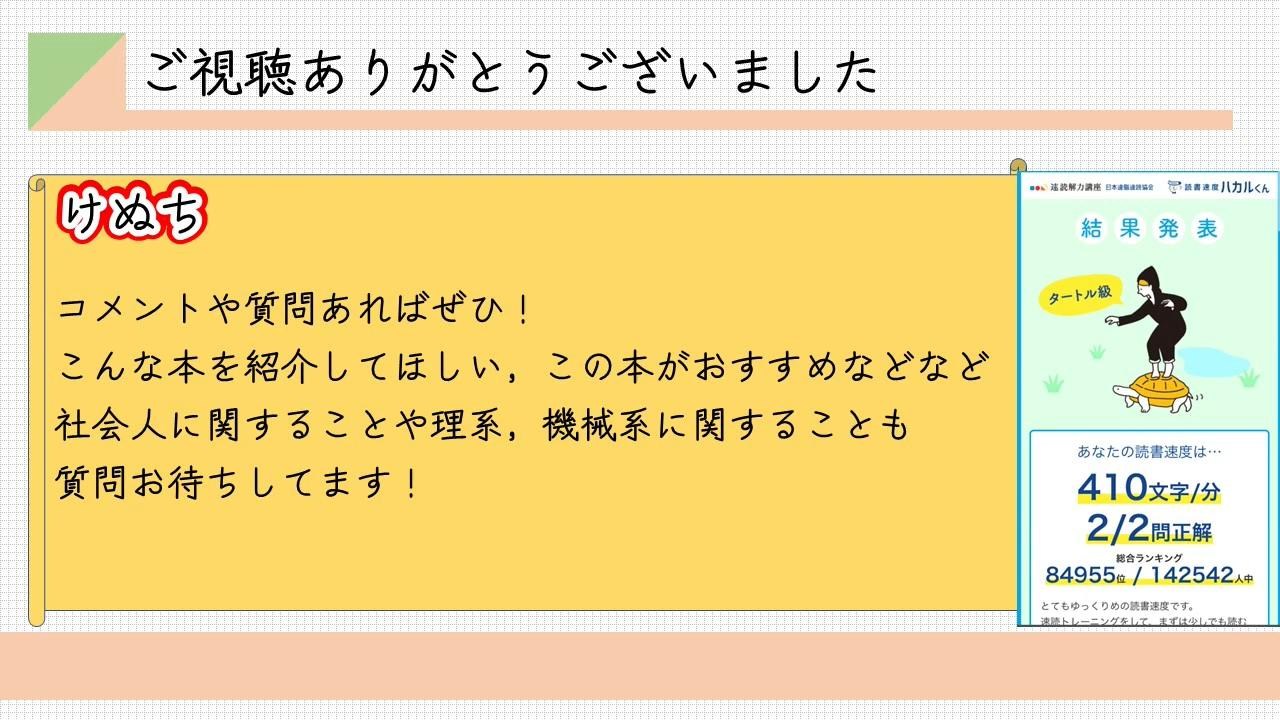 ご視聴ありがとうございました
けぬち
コメントや質問あればぜひ！
こんな本を紹介してほしい，この本がおすすめなどなど
社会人に関することや理系，機械系に関することも
質問お待ちしてます！
速読解力講座 日本速脳速読協会 読書速度ハカルくん
結果発表
タートル級
あなたの読書速度は…
410文字/分
2/2問正解
総合ランキング
84955位 / 142542人中
とてもゆっくりめの読書速度です。
速読トレーニングをして、まずは少しでも読む